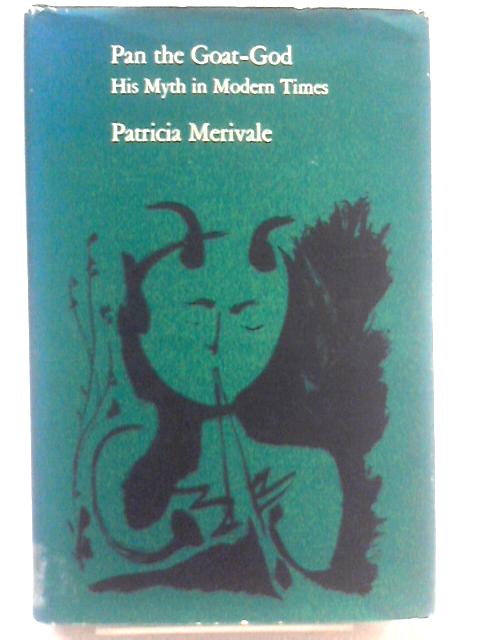 Pan the Goat-God
His Myth in Modern Times
Patricia Merivale